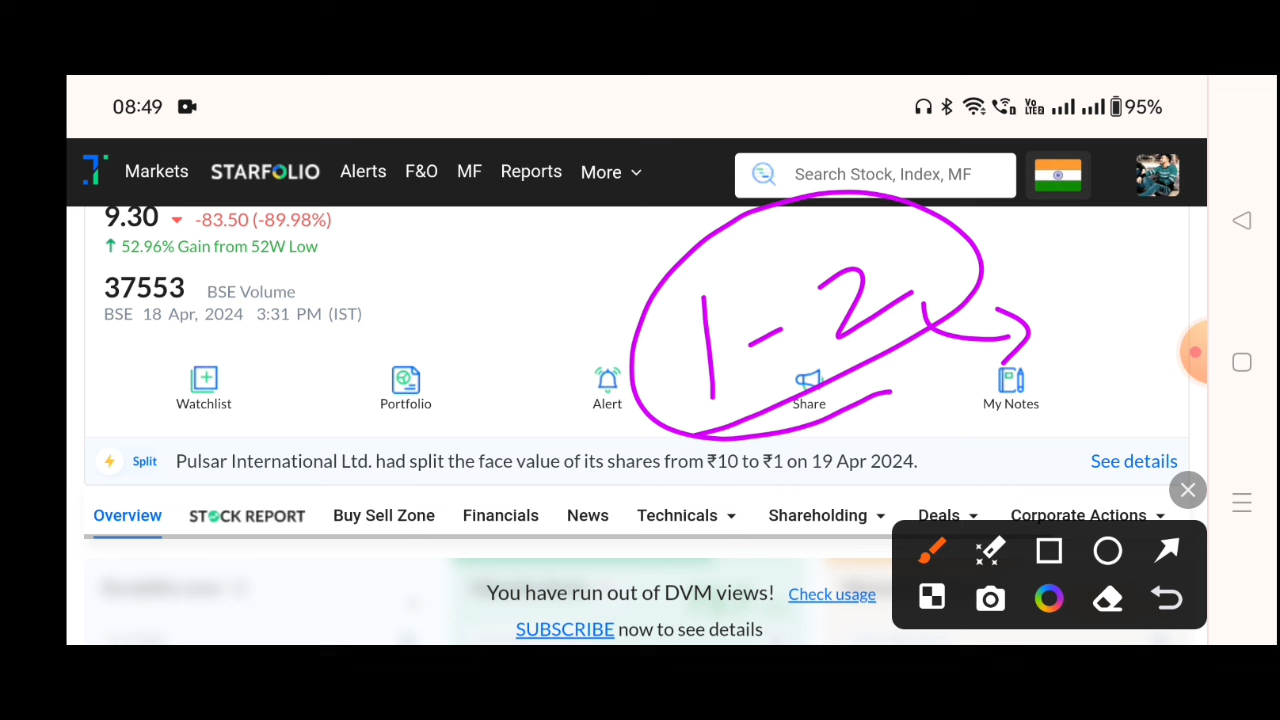 08:49 VO LTE 95%
Markets STARFOLIO Alerts F&O MF Reports More Search Stock, Index, MF
9.30 -83.50 (-89.98%)
52.96% Gain from 52W Low
37553 BSE Volume
BSE 18 Apr, 2024 3:31 PM (IST)
1-2
Watchlist Portfolio Alert Share My Notes
Split Pulsar International Ltd. had split the face value of its shares from ₹10 to ₹1 on 19 Apr 2024. See details
Overview STOCK REPORT Buy Sell Zone Financials News Technicals Shareholding Deals Corporate Actions
You have run out of DVM views! Check usage
SUBSCRIBE now to see details